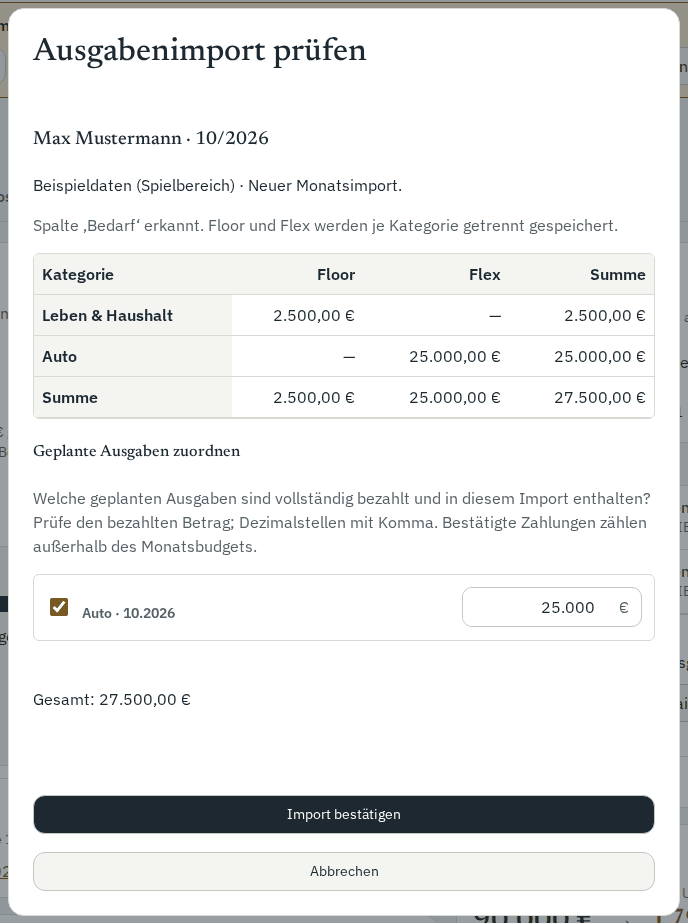 Ausgabenimport prüfen
Max Mustermann · 10/2026
Beispieldaten (Spielbereich) · Neuer Monatsimport.
Spalte ‚Bedarf‘ erkannt. Floor und Flex werden je Kategorie getrennt gespeichert.
Kategorie Floor Flex Summe
Leben & Haushalt 2.500,00 € — 2.500,00 €
Auto — 25.000,00 € 25.000,00 €
Summe 2.500,00 € 25.000,00 € 27.500,00 €
Geplante Ausgaben zuordnen
Welche geplanten Ausgaben sind vollständig bezahlt und in diesem Import enthalten?
Prüfe den bezahlten Betrag; Dezimalstellen mit Komma. Bestätigte Zahlungen zählen
außerhalb des Monatsbudgets.
Auto · 10.2026 25.000 €
Gesamt: 27.500,00 €
Import bestätigen
Abbrechen